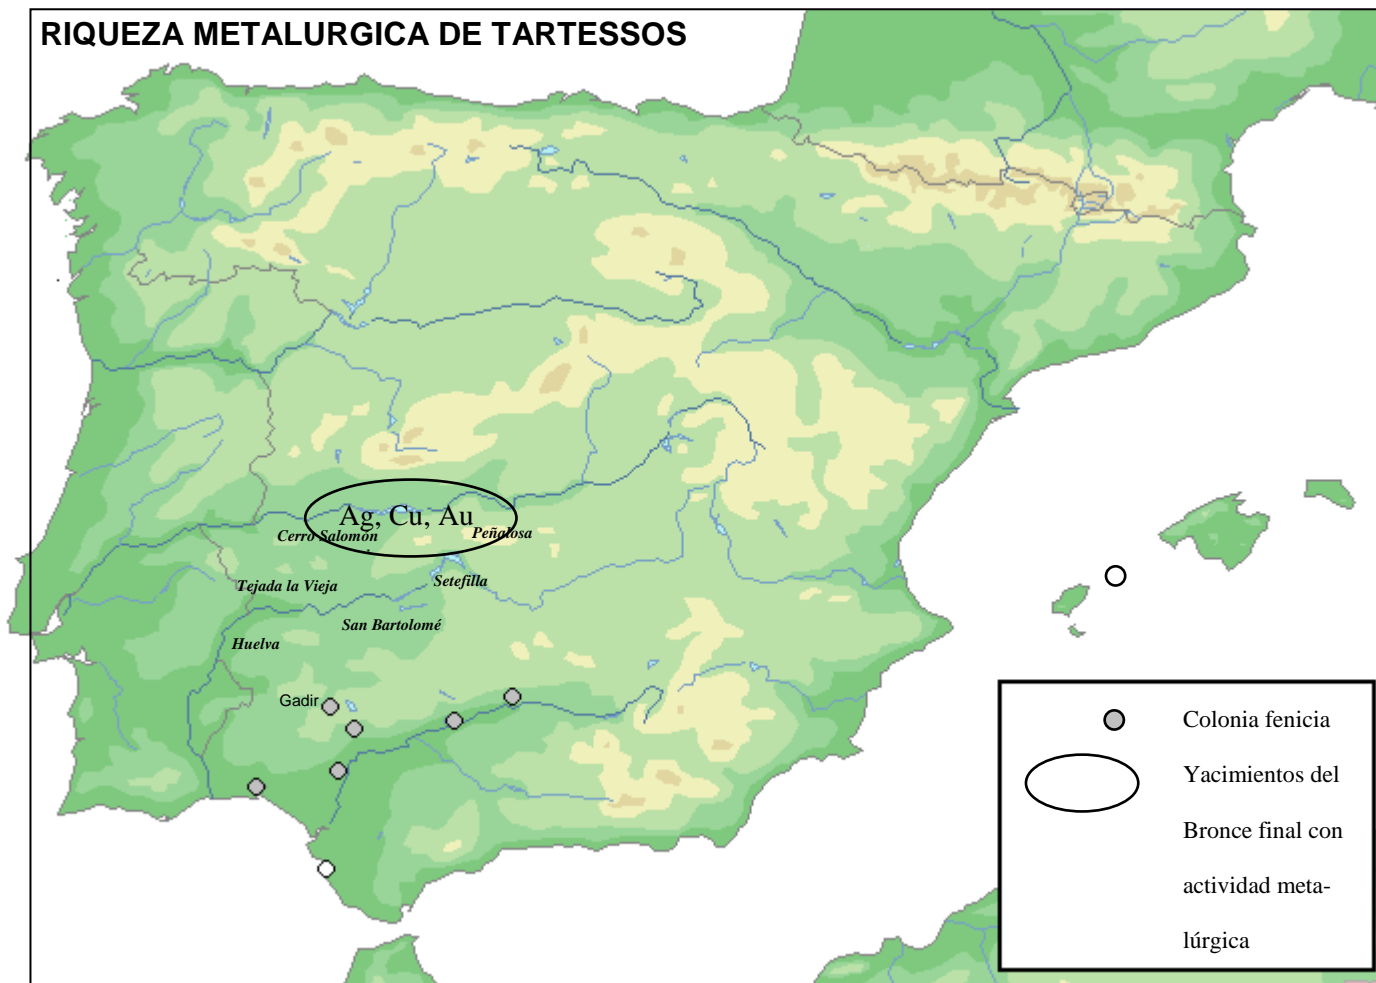 RIQUEZA METALURGICA DE TARTESSOS
Ag, Cu, Au
Cerro Salomón
Peñalosa
Tejada la Vieja
Setefilla
San Bartolomé
Huelva
Gadir
Colonia fenicia
Yacimientos del
Bronce final con
actividad meta-
lúrgica